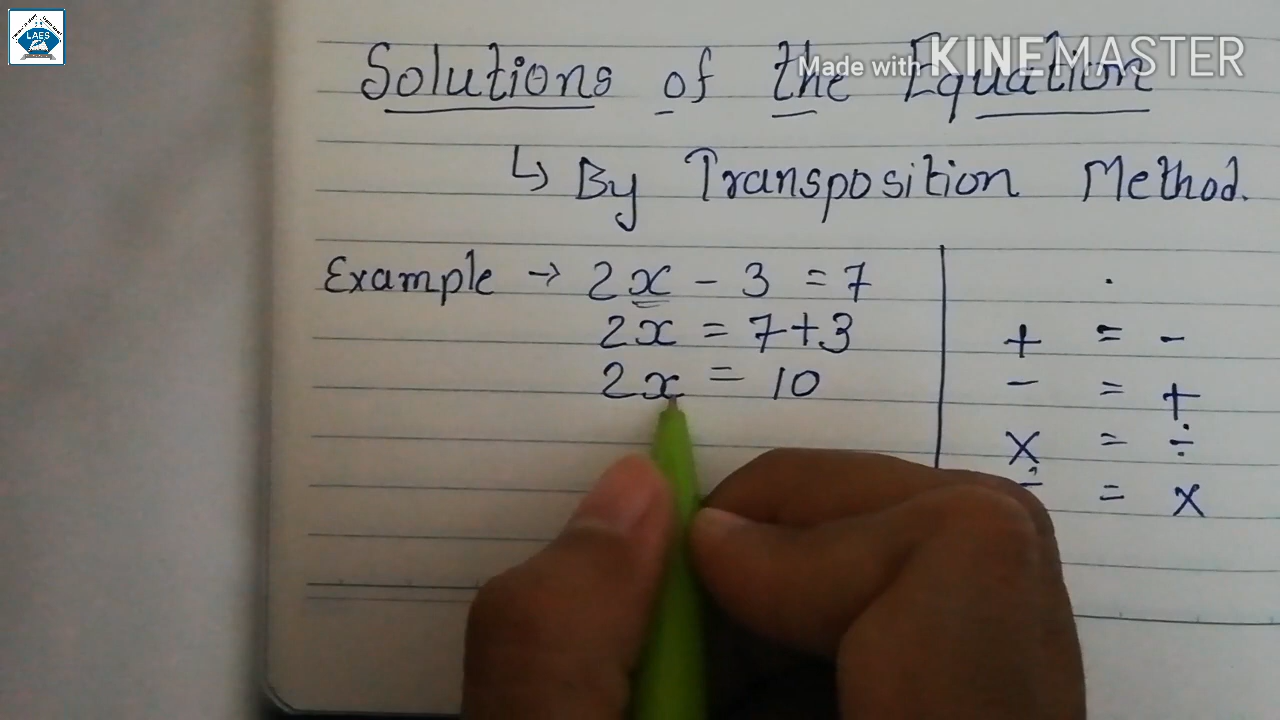 LAES
Made with KINEMASTER
Solutions of the Equation
↳ By Transposition Method.
Example → 2x - 3 = 7
2x = 7+3
2x = 10
+ = -
- = +
× = ÷
÷ = ×